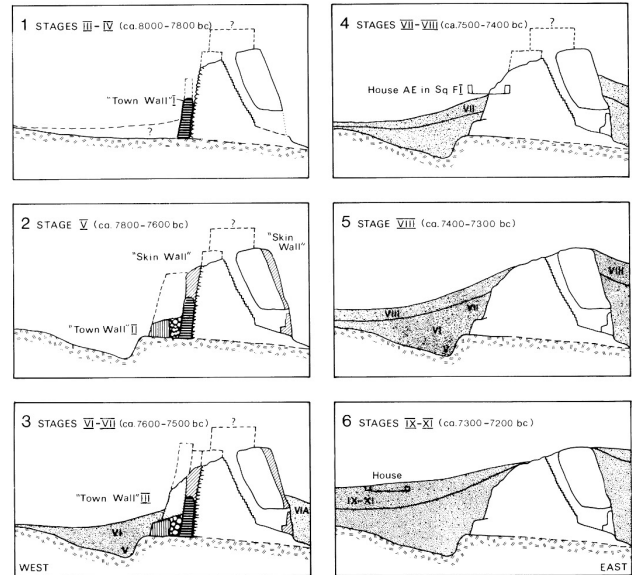 1 STAGES III-IV (ca.8000-7800 bc)
?
"Town Wall" I
?
2 STAGE V (ca.7800-7600 bc)
?
"Skin Wall"
"Skin
Wall"
"Town Wall" II
3 STAGES VI-VII (ca.7600-7500 bc)
?
"Town Wall" III
VI
V
VIA
WEST
4 STAGES VII-VIII (ca.7500-7400 bc)
?
House AE in Sq FI
VII
5 STAGE VIII (ca.7400-7300 bc)
VIII
VIII
VII
VI
V
6 STAGES IX-XI (ca.7300-7200 bc)
House
IX-XI
EAST